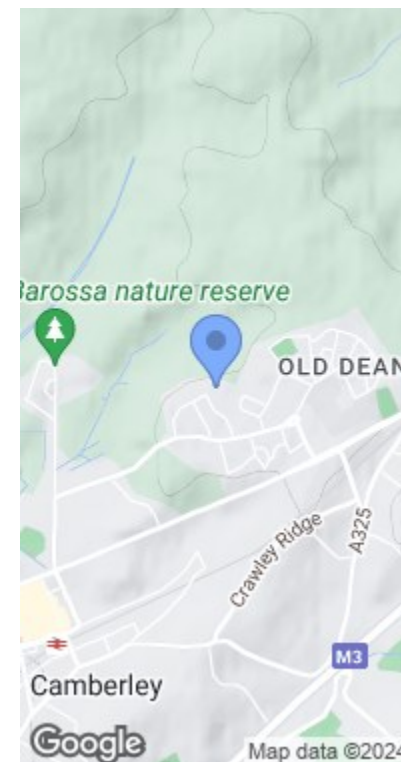 Barossa nature reserve
OLD DEAN
Crawley Ridge
A325
M3
Camberley
Google
Map data ©2024